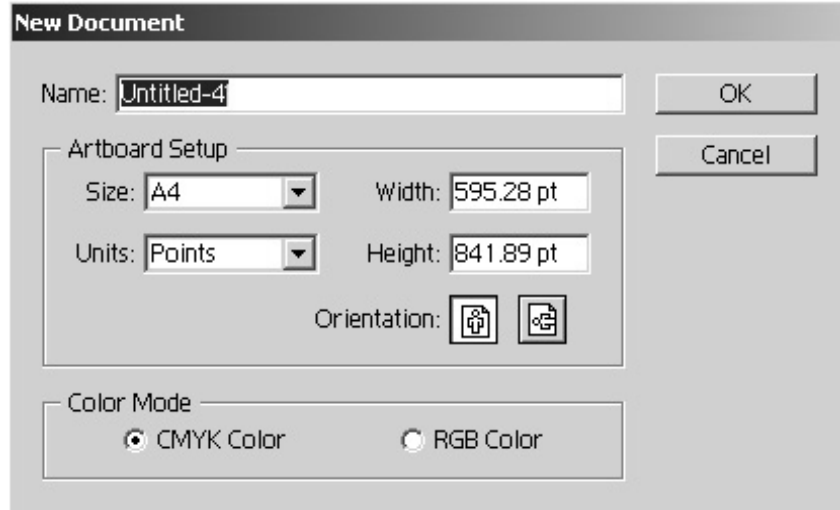 New Document
Name: Untitled-4
OK
Artboard Setup
Cancel
Size: A4
Width: 595.28 pt
Units: Points
Height: 841.89 pt
Orientation:
Color Mode
CMYK Color
RGB Color